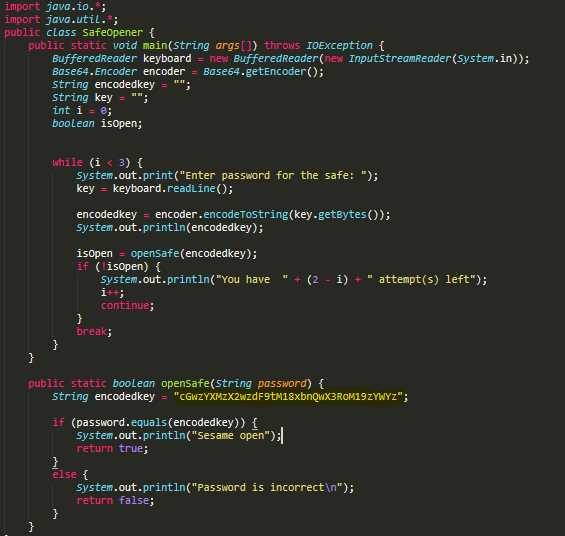 import java.io.*;
import java.util.*;
public class SafeOpener {
    public static void main(String args[]) throws IOException {
        BufferedReader keyboard = new BufferedReader(new InputStreamReader(System.in));
        Base64.Encoder encoder = Base64.getEncoder();
        String encodedkey = "";
        String key = "";
        int i = 0;
        boolean isOpen;
        while (i < 3) {
            System.out.print("Enter password for the safe: ");
            key = keyboard.readLine();
            encodedkey = encoder.encodeToString(key.getBytes());
            System.out.println(encodedkey);
            isOpen = openSafe(encodedkey);
            if (!isOpen) {
                System.out.println("You have  " + (2 - i) + " attempt(s) left");
                i++;
                continue;
            }
            break;
        }
    }
    public static boolean openSafe(String password) {
        String encodedkey = "cGwzYXMzX2wzdF9tM18xbnQwX3RoM19zYWYz";
        if (password.equals(encodedkey)) {
            System.out.println("Sesame open");
            return true;
        }
        else {
            System.out.println("Password is incorrect\n");
            return false;
        }
    }